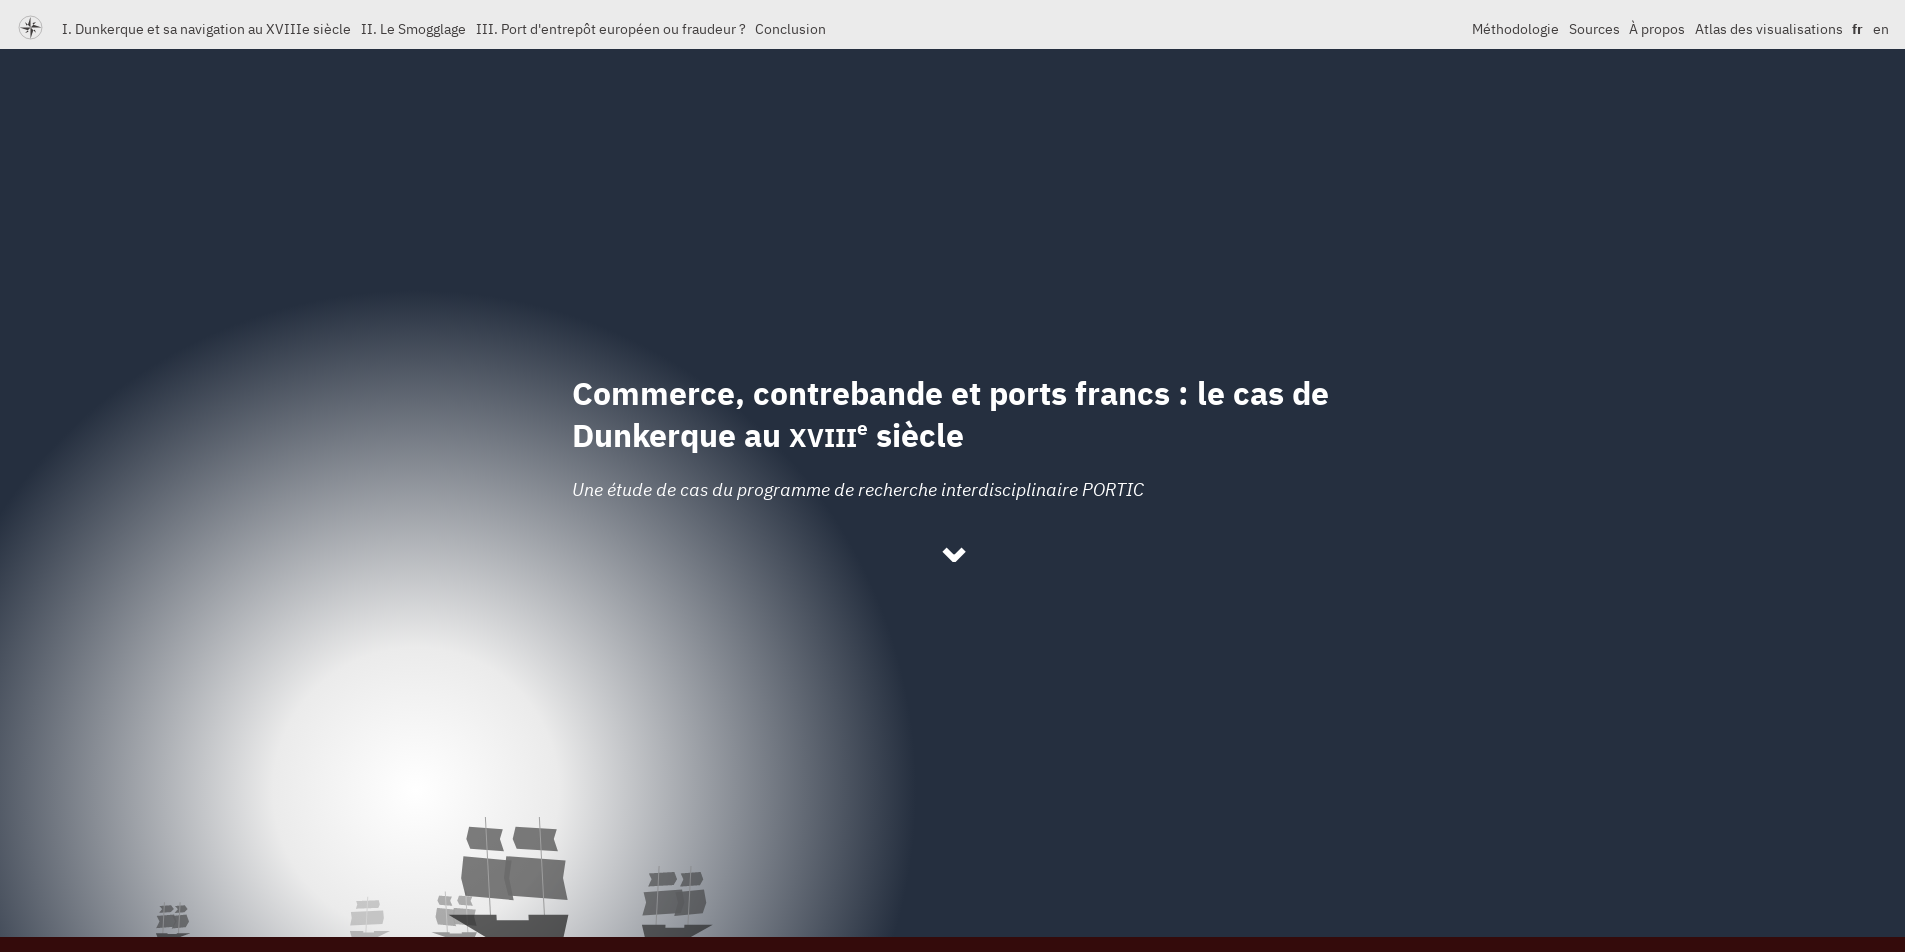 I. Dunkerque et sa navigation au XVIIIe siècle II. Le Smogglage III. Port d'entrepôt européen ou fraudeur ? Conclusion Méthodologie Sources À propos Atlas des visualisations fr en
Commerce, contrebande et ports francs : le cas de
Dunkerque au XVIIIe siècle
Une étude de cas du programme de recherche interdisciplinaire PORTIC